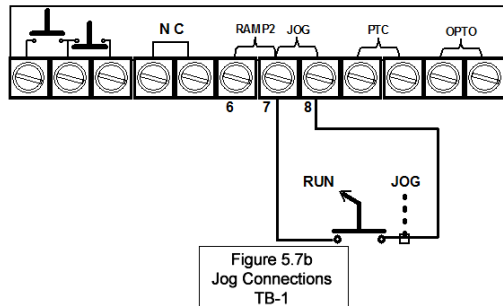 N C RAMP2 JOG PTC OPTO
6 7 8
RUN JOG
Figure 5.7b
Jog Connections
TB-1